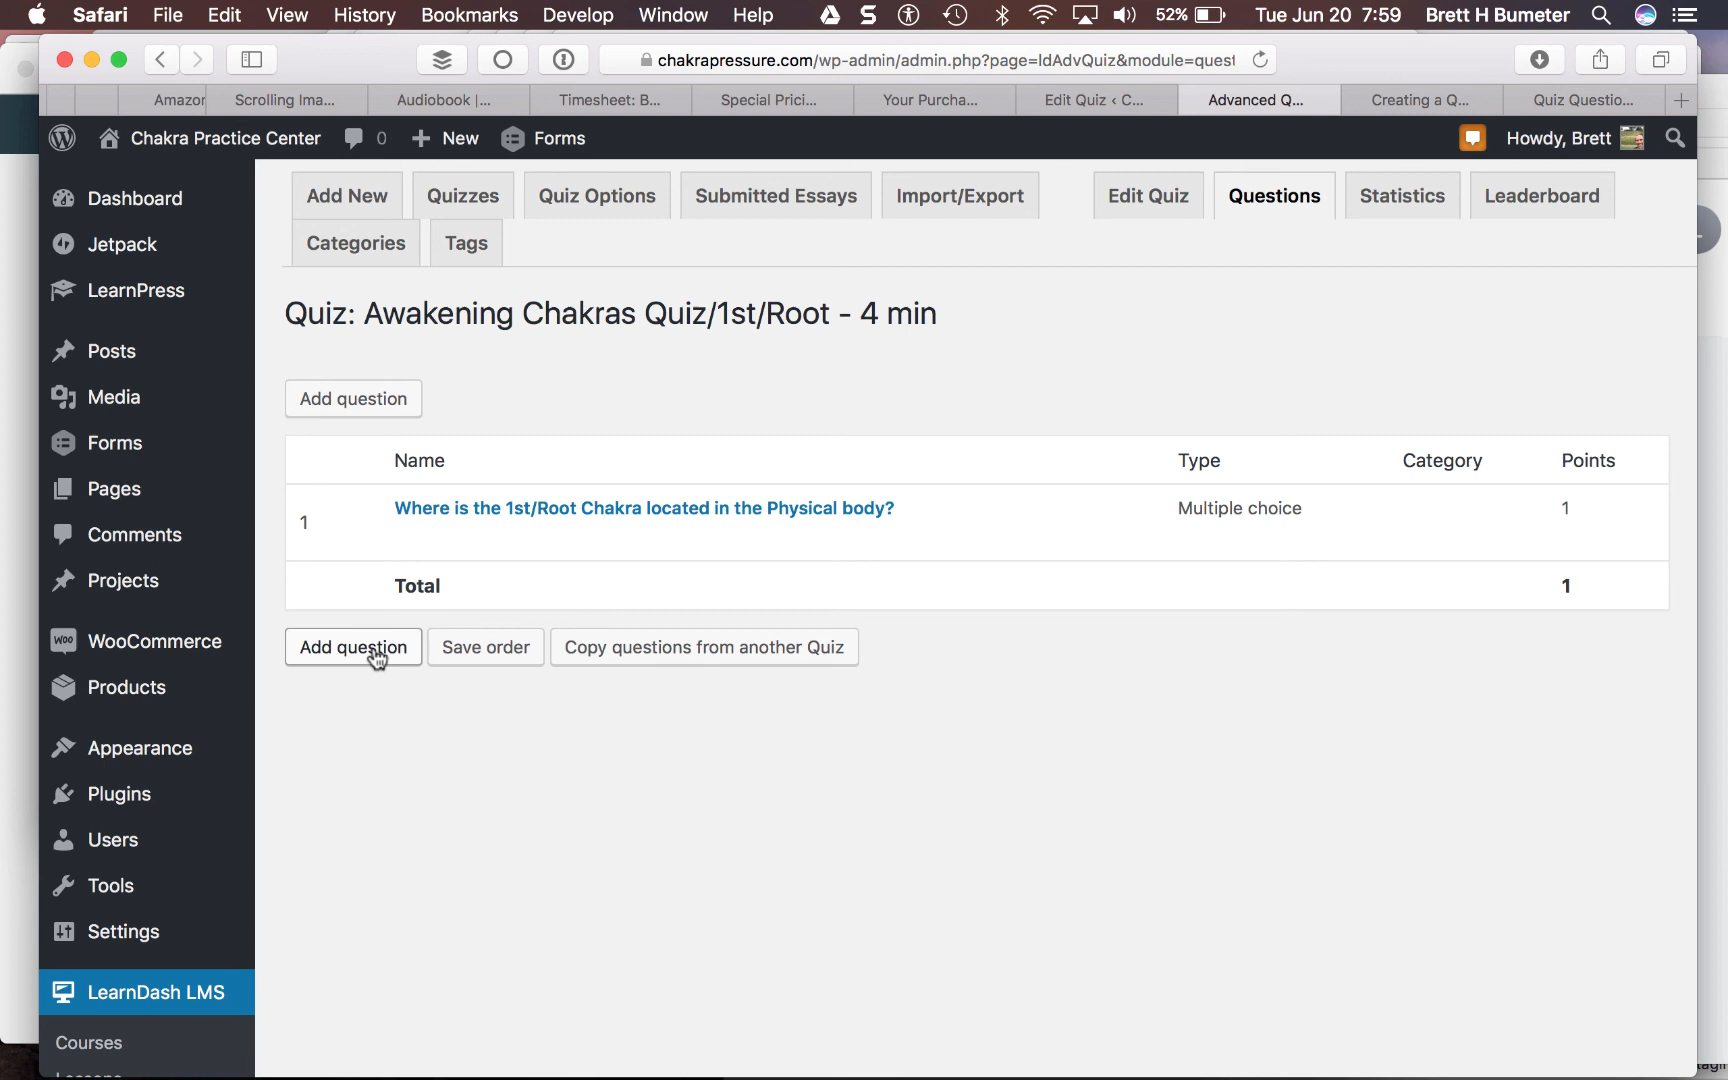 Safari File Edit View History Bookmarks Develop Window Help 52% Tue Jun 20 7:59 Brett H Bumeter
chakrapressure.com/wp-admin/admin.php?page=ldAdvQuiz&module=quest
Amazor Scrolling Ima... Audiobook |... Timesheet: B... Special Prici... Your Purcha... Edit Quiz ‹ C... Advanced Q... Creating a Q... Quiz Questio...
Chakra Practice Center 0 New Forms Howdy, Brett
Dashboard
Jetpack
LearnPress
Posts
Media
Forms
Pages
Comments
Projects
WooCommerce
Products
Appearance
Plugins
Users
Tools
Settings
LearnDash LMS
Courses
Add New Quizzes Quiz Options Submitted Essays Import/Export Edit Quiz Questions Statistics Leaderboard
Categories Tags
Quiz: Awakening Chakras Quiz/1st/Root - 4 min
Add question
Name Type Category Points
1 Where is the 1st/Root Chakra located in the Physical body? Multiple choice 1
Total 1
Add question Save order Copy questions from another Quiz